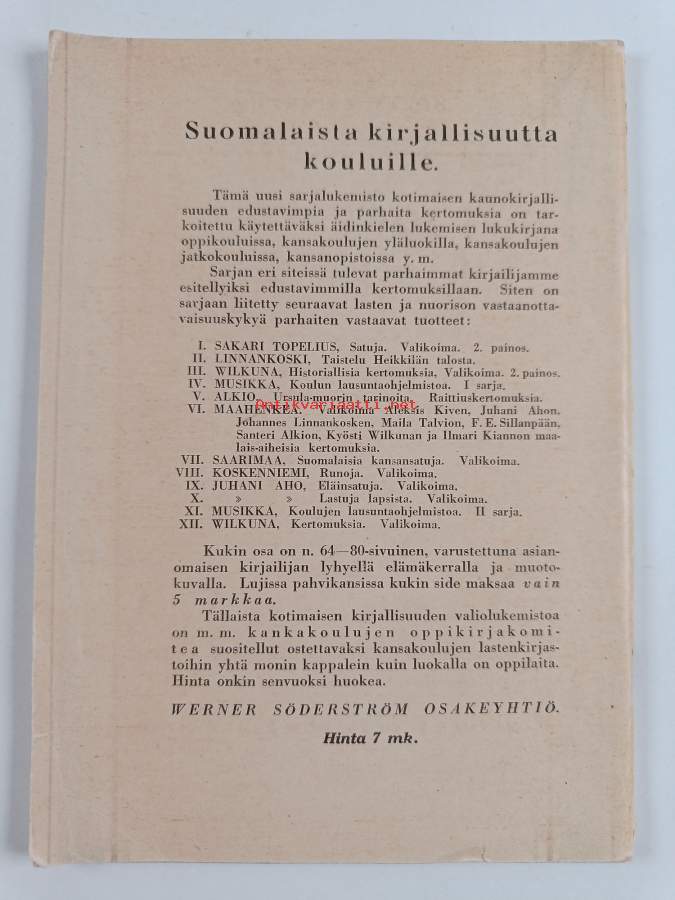 Suomalaista kirjallisuutta
kouluille.
Tämä uusi sarjalukemisto kotimaisen kaunokirjalli-
suuden edustavimpia ja parhaita kertomuksia on tar-
koitettu käytettäväksi äidinkielen lukemisen lukukirjana
oppikouluissa, kansakoulujen yläluokilla, kansakoulujen
jatkokouluissa, kansanopistoissa y. m.
Sarjan eri siteissä tulevat parhaimmat kirjailijamme
esitellyiksi edustavimmilla kertomuksillaan. Siten on
sarjaan liitetty seuraavat lasten ja nuorison vastaanotta-
vaisuuskykyä parhaiten vastaavat tuotteet:
I. SAKARI TOPELIUS, Satuja. Valikoima. 2. painos.
II. LINNANKOSKI, Taistelu Heikkilän talosta.
III. WILKUNA, Historiallisia kertomuksia, Valikoima. 2. painos.
IV. MUSIKKA, Koulun lausuntaohjelmistoa. I sarja.
V. ALKIO, Ursula-muorin tarinoita, Raittiuskertomuksia.
Antikvariaatti.net
VI. MAAHENKEÄ. Valikoima Aleksis Kiven, Juhani Ahon,
Johannes Linnankosken, Maila Talvion, F. E. Sillanpään,
Santeri Alkion, Kyösti Wilkunan ja Ilmari Kiannon maa-
lais-aiheisia kertomuksia.
VII. SAARIMAA, Suomalaisia kansansatuja. Valikoima.
VIII. KOSKENNIEMI, Runoja. Valikoima.
IX. JUHANI AHO, Eläinsatuja. Valikoima.
X. » » Lastuja lapsista. Valikoima.
XI. MUSIKKA, Koulujen lausuntaohjelmistoa. II sarja.
XII. WILKUNA, Kertomuksia. Valikoima.
Kukin osa on n. 64—80-sivuinen, varustettuna asian-
omaisen kirjailijan lyhyellä elämäkerralla ja muoto-
kuvalla. Lujissa pahvikansissa kukin side maksaa vain
5 markkaa.
Tällaista kotimaisen kirjallisuuden valiolukemistoa
on m. m. kankakoulujen oppikirjakomi-
tea suositellut ostettavaksi kansakoulujen lastenkirjas-
toihin yhtä monin kappalein kuin luokalla on oppilaita.
Hinta onkin senvuoksi huokea.
WERNER SÖDERSTRÖM OSAKEYHTIÖ.
Hinta 7 mk.